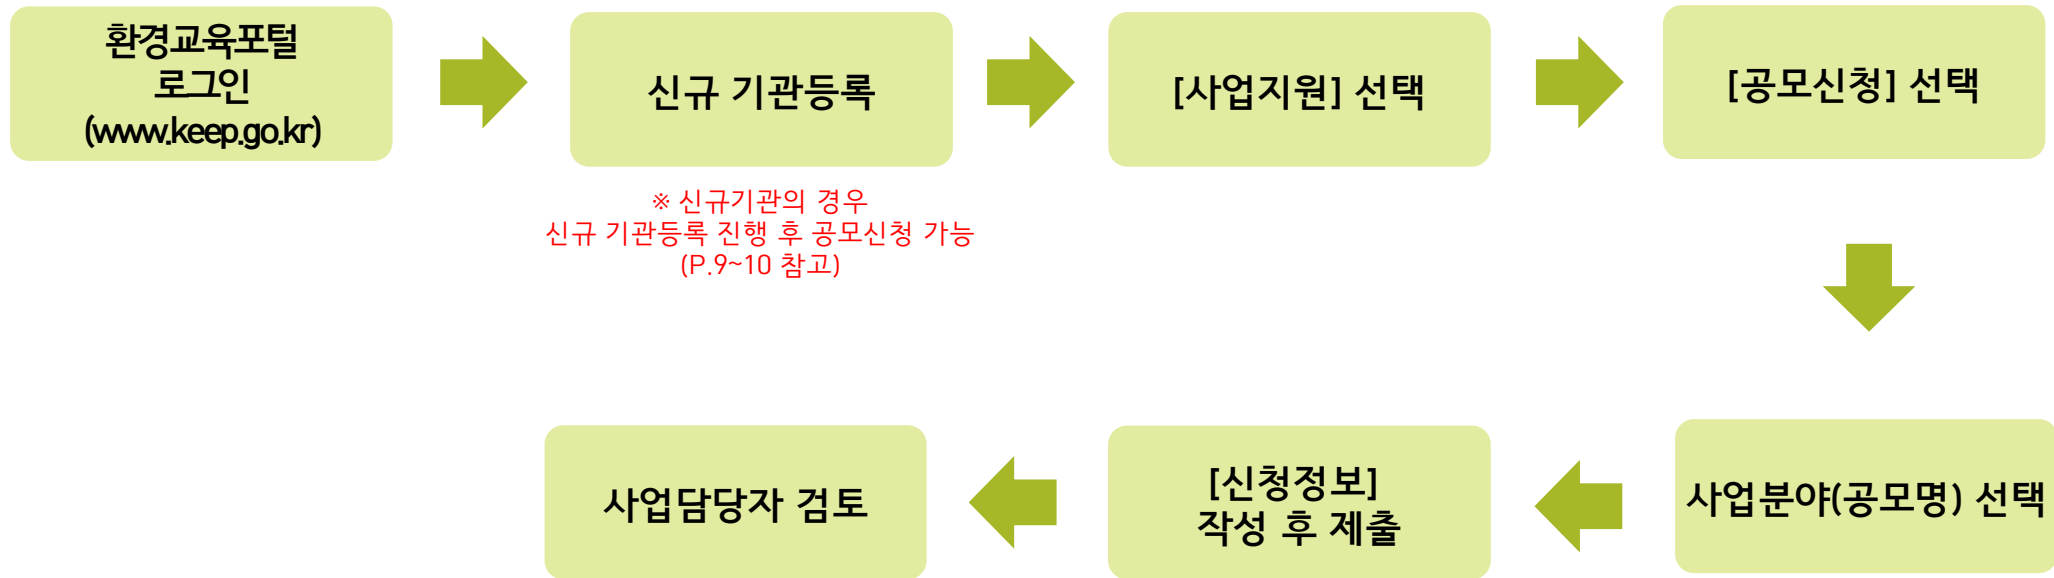 환경교육포털
로그인
(www.keep.go.kr)
신규 기관등록
※ 신규기관의 경우
신규 기관등록 진행 후 공모신청 가능
(P.9~10 참고)
[사업지원] 선택
[공모신청] 선택
사업분야(공모명) 선택
[신청정보]
작성 후 제출
사업담당자 검토